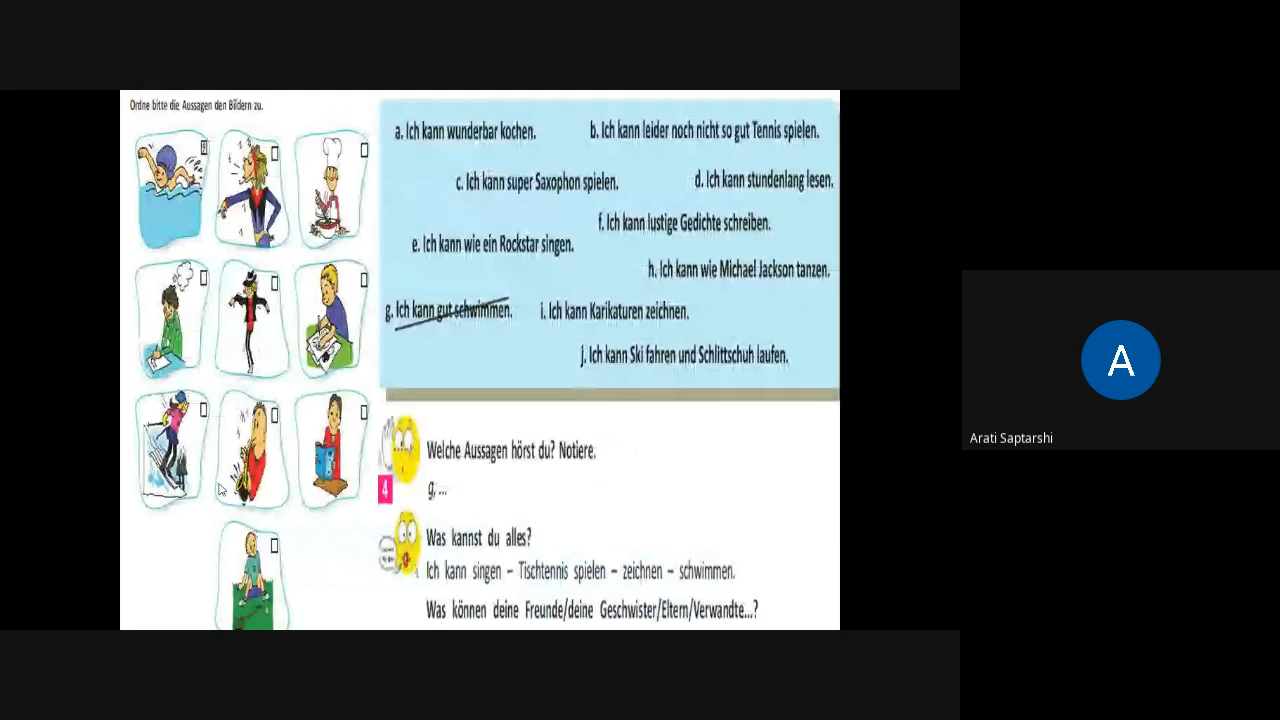 Ordne bitte die Aussagen den Bildern zu.
g
a. Ich kann wunderbar kochen.
b. Ich kann leider noch nicht so gut Tennis spielen.
c. Ich kann super Saxophon spielen.
d. Ich kann stundenlang lesen.
f. Ich kann lustige Gedichte schreiben.
e. Ich kann wie ein Rockstar singen.
h. Ich kann wie Michael Jackson tanzen.
g. Ich kann gut schwimmen.
i. Ich kann Karikaturen zeichnen.
j. Ich kann Ski fahren und Schlittschuh laufen.
Welche Aussagen hörst du? Notiere.
4
g, ...
Was kannst du alles?
Ich kann singen – Tischtennis spielen – zeichnen – schwimmen.
Was können deine Freunde/deine Geschwister/Eltern/Verwandte...?
A
Arati Saptarshi